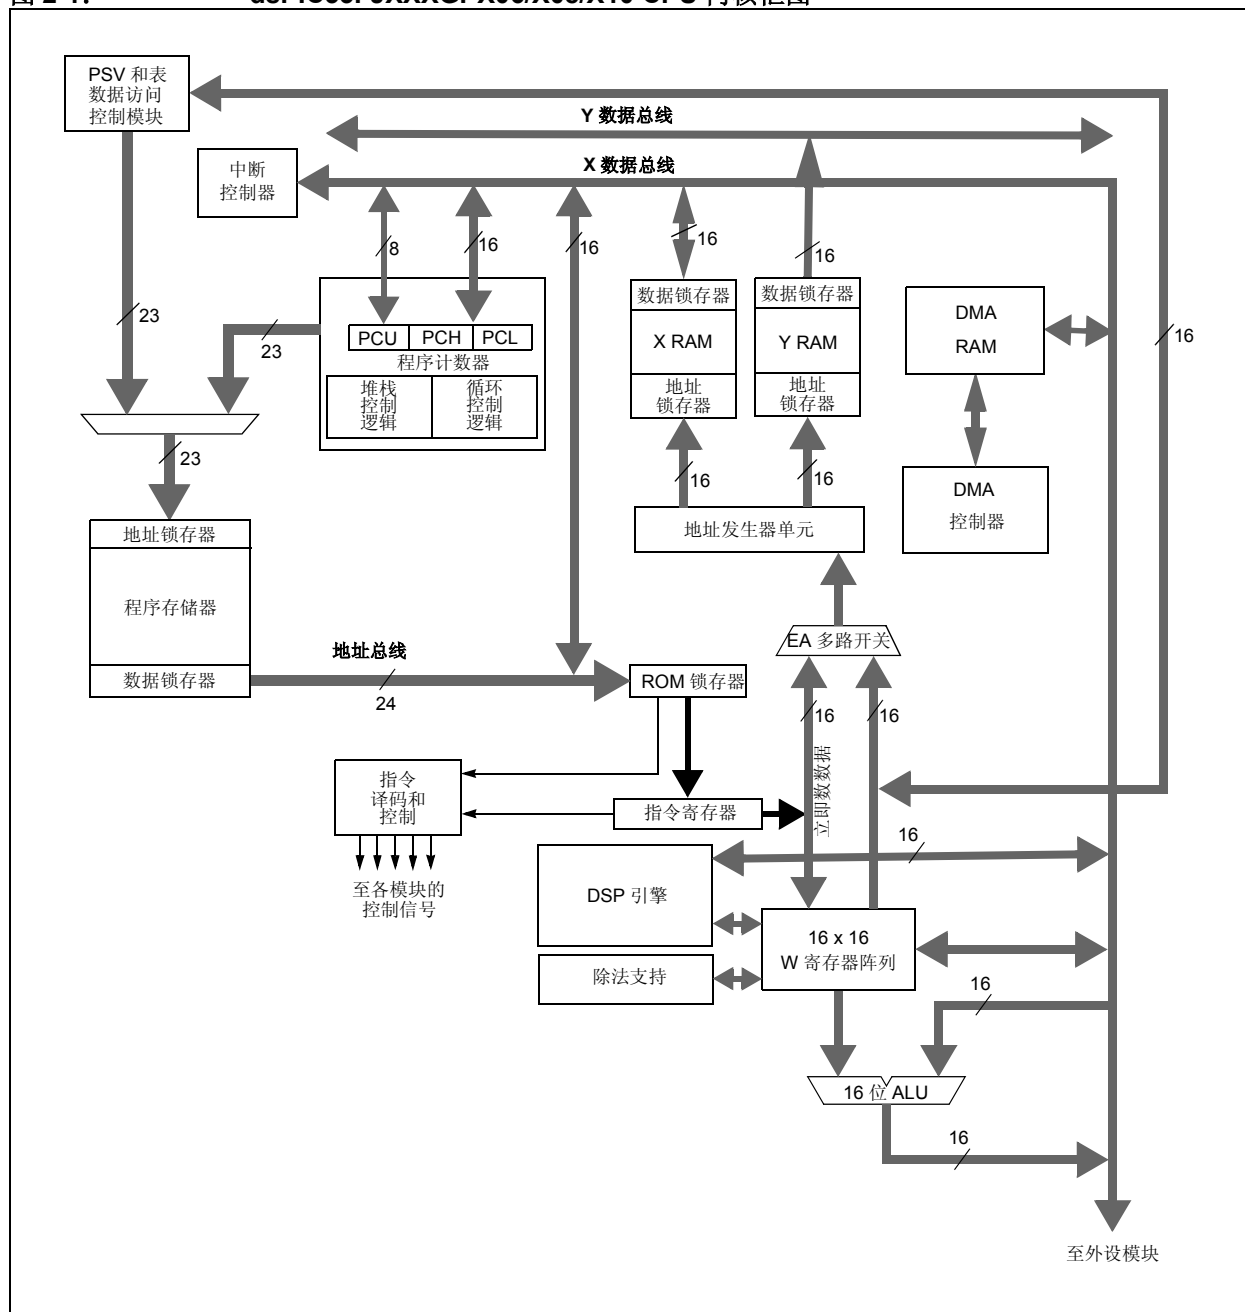 PSV 和表
数据访问
控制模块
Y 数据总线
中断
控制器
X 数据总线
8
16
16
16
16
数据锁存器
数据锁存器
DMA
RAM
16
23
23
PCU
PCH
PCL
程序计数器
X RAM
Y RAM
堆栈
控制
逻辑
循环
控制
逻辑
地址
锁存器
地址
锁存器
23
16
16
DMA
控制器
地址锁存器
地址发生器单元
程序存储器
EA 多路开关
地址总线
数据锁存器
24
ROM 锁存器
16
16
指令
译码和
控制
立即数数据
指令寄存器
16
至各模块的
控制信号
DSP 引擎
16 x 16
W 寄存器阵列
除法支持
16
16 位 ALU
16
至外设模块